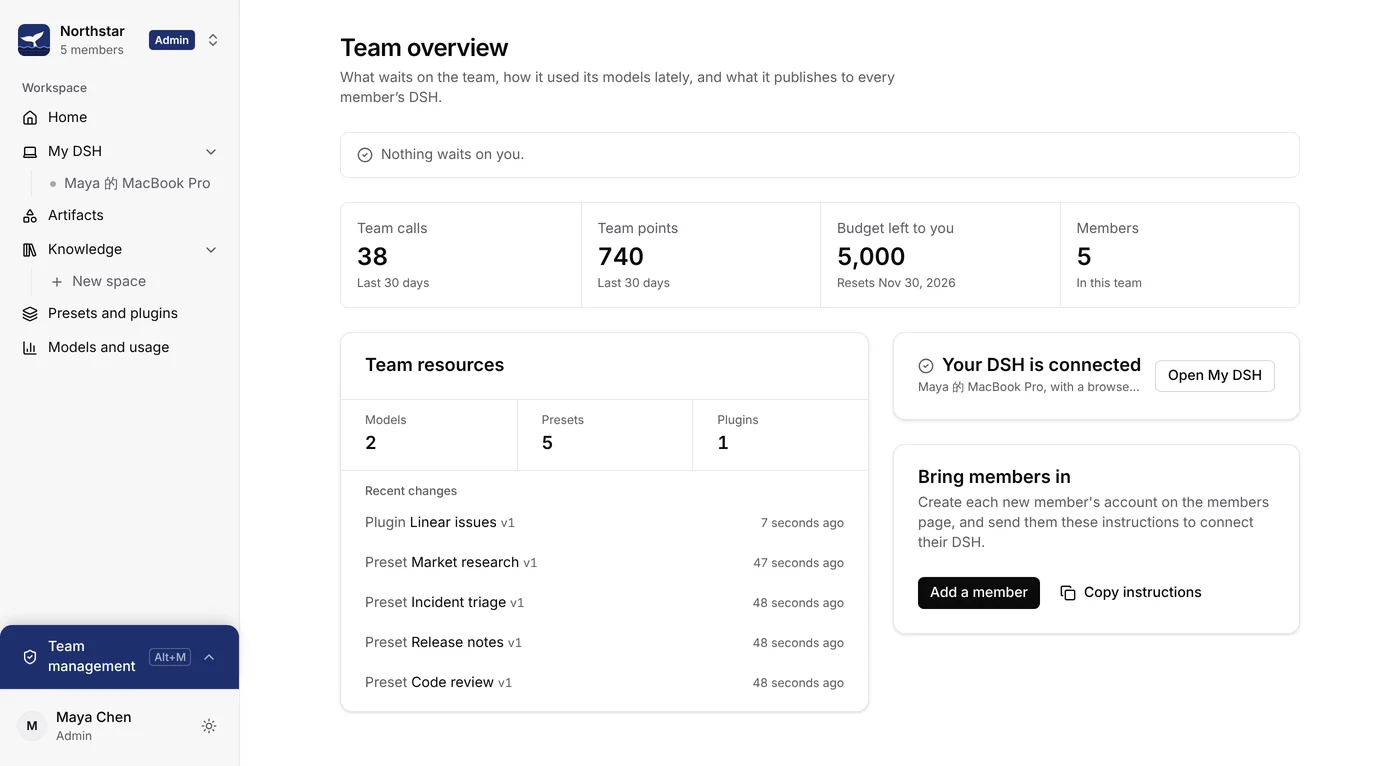 Northstar
5 members
Admin
Workspace
Home
My DSH
Maya 的 MacBook Pro
Artifacts
Knowledge
New space
Presets and plugins
Models and usage
Team
management
Alt+M
M
Maya Chen
Admin
Team overview
What waits on the team, how it used its models lately, and what it publishes to every
member’s DSH.
Nothing waits on you.
Team calls
38
Last 30 days
Team points
740
Last 30 days
Budget left to you
5,000
Resets Nov 30, 2026
Members
5
In this team
Team resources
Models
2
Presets
5
Plugins
1
Recent changes
Plugin Linear issues v1 7 seconds ago
Preset Market research v1 47 seconds ago
Preset Incident triage v1 48 seconds ago
Preset Release notes v1 48 seconds ago
Preset Code review v1 48 seconds ago
Your DSH is connected
Maya 的 MacBook Pro, with a browse...
Open My DSH
Bring members in
Create each new member's account on the members
page, and send them these instructions to connect
their DSH.
Add a member
Copy instructions